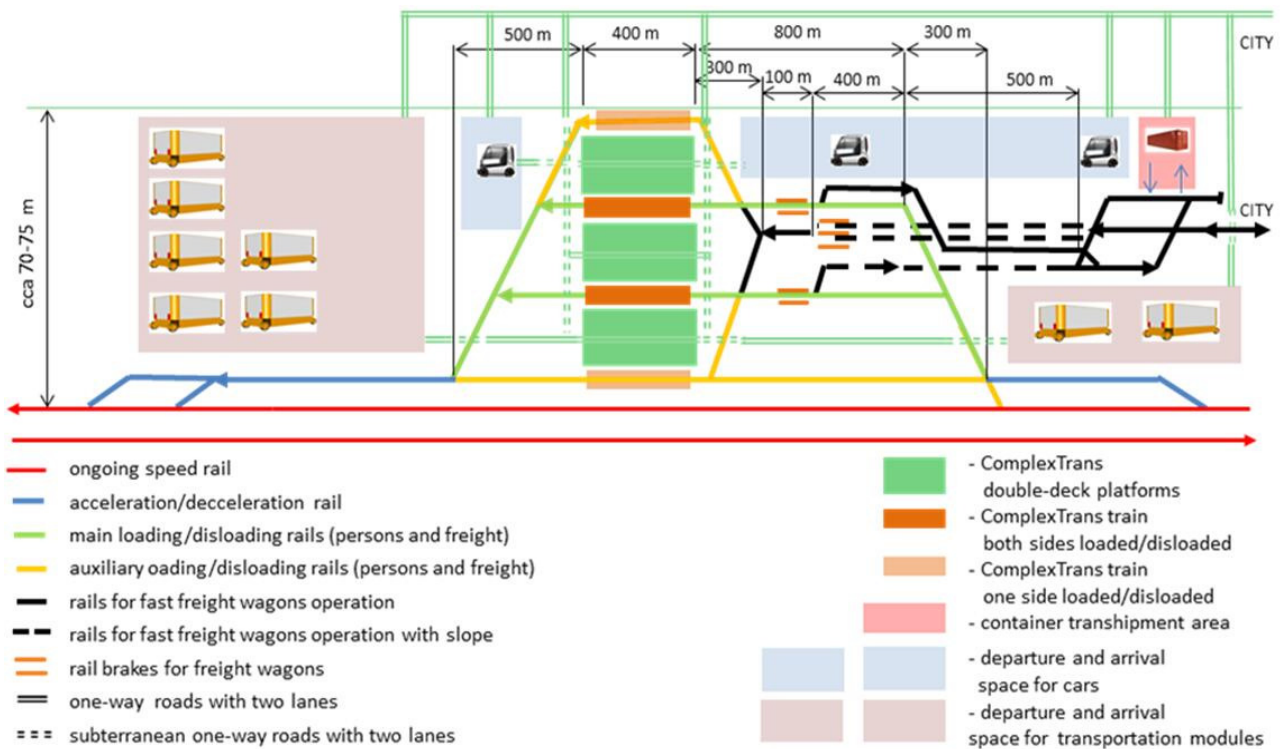 500 m
400 m
800 m
300 m
CITY
300 m
100 m
400 m
500 m
cca 70-75 m
CITY
ongoing speed rail
acceleration/decceleration rail
main loading/disloading rails (persons and freight)
auxiliary oading/disloading rails (persons and freight)
rails for fast freight wagons operation
rails for fast freight wagons operation with slope
rail brakes for freight wagons
one-way roads with two lanes
subterranean one-way roads with two lanes
- ComplexTrans
double-deck platforms
- ComplexTrans train
both sides loaded/disloaded
- ComplexTrans train
one side loaded/disloaded
- container transhipment area
- departure and arrival
space for cars
- departure and arrival
space for transportation modules